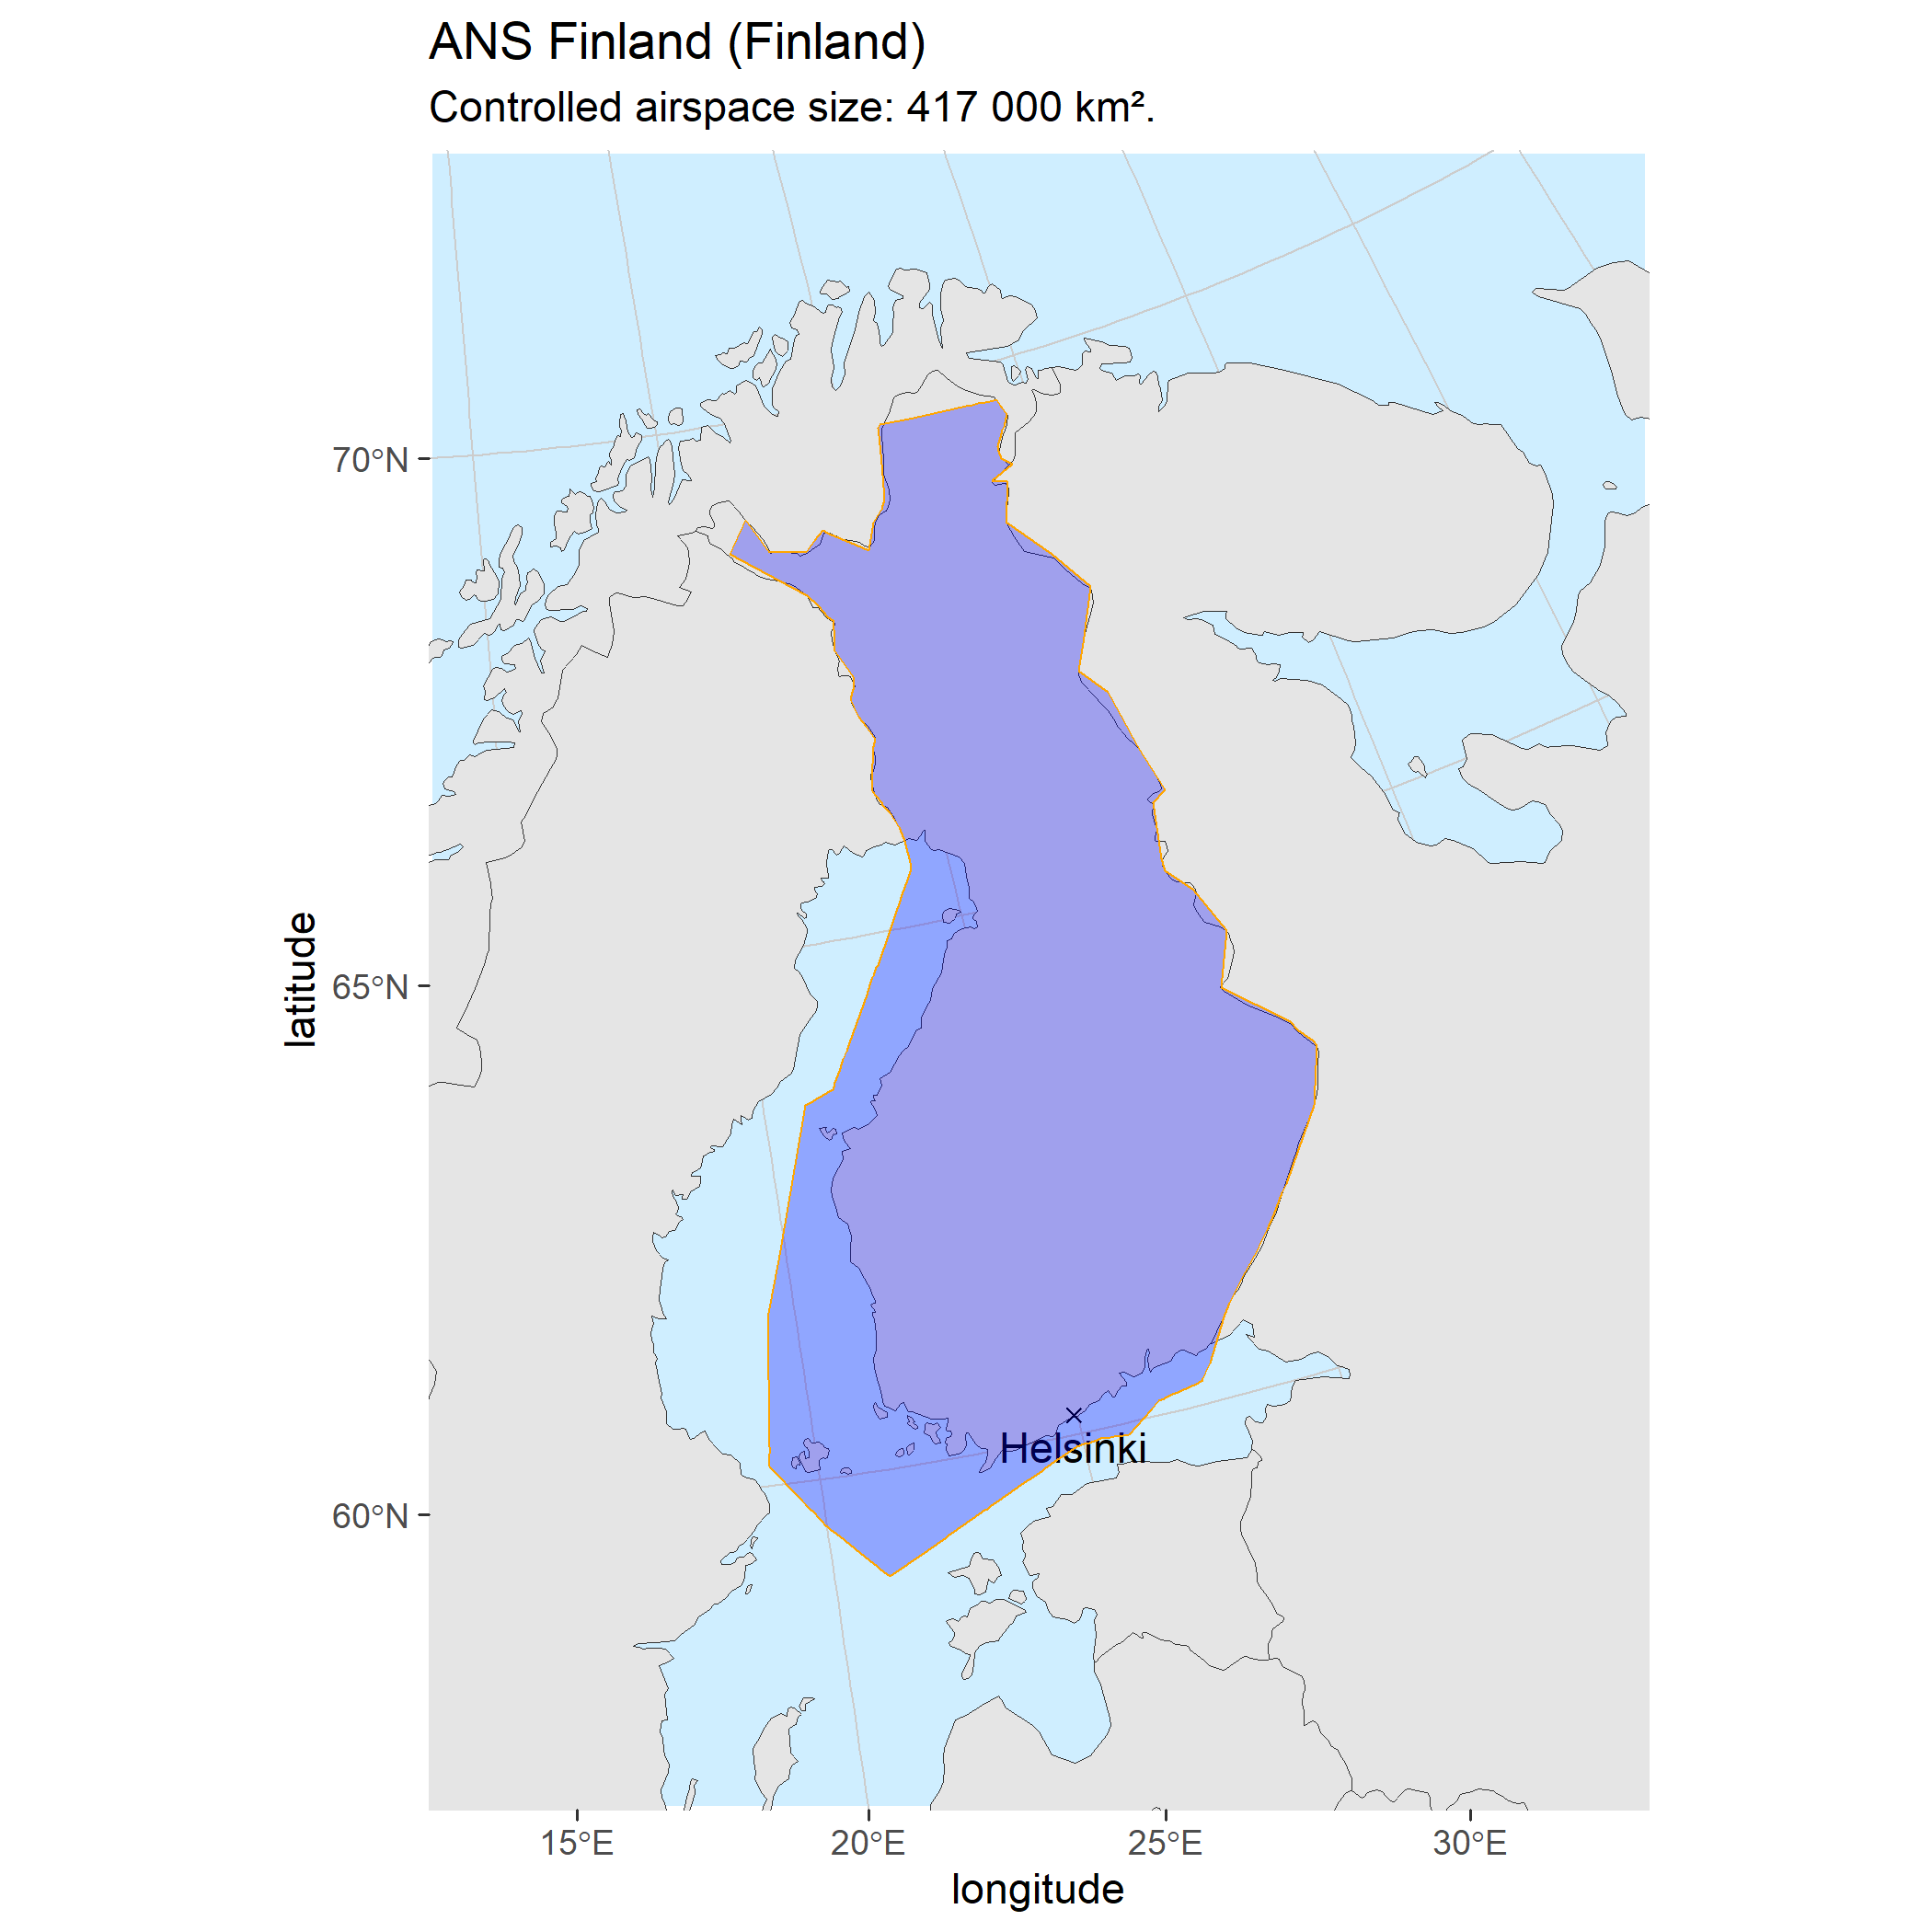 ANS Finland (Finland)
Controlled airspace size: 417 000 km².
70°N
65°N
60°N
latitude
Helsinki
15°E
20°E
25°E
30°E
longitude